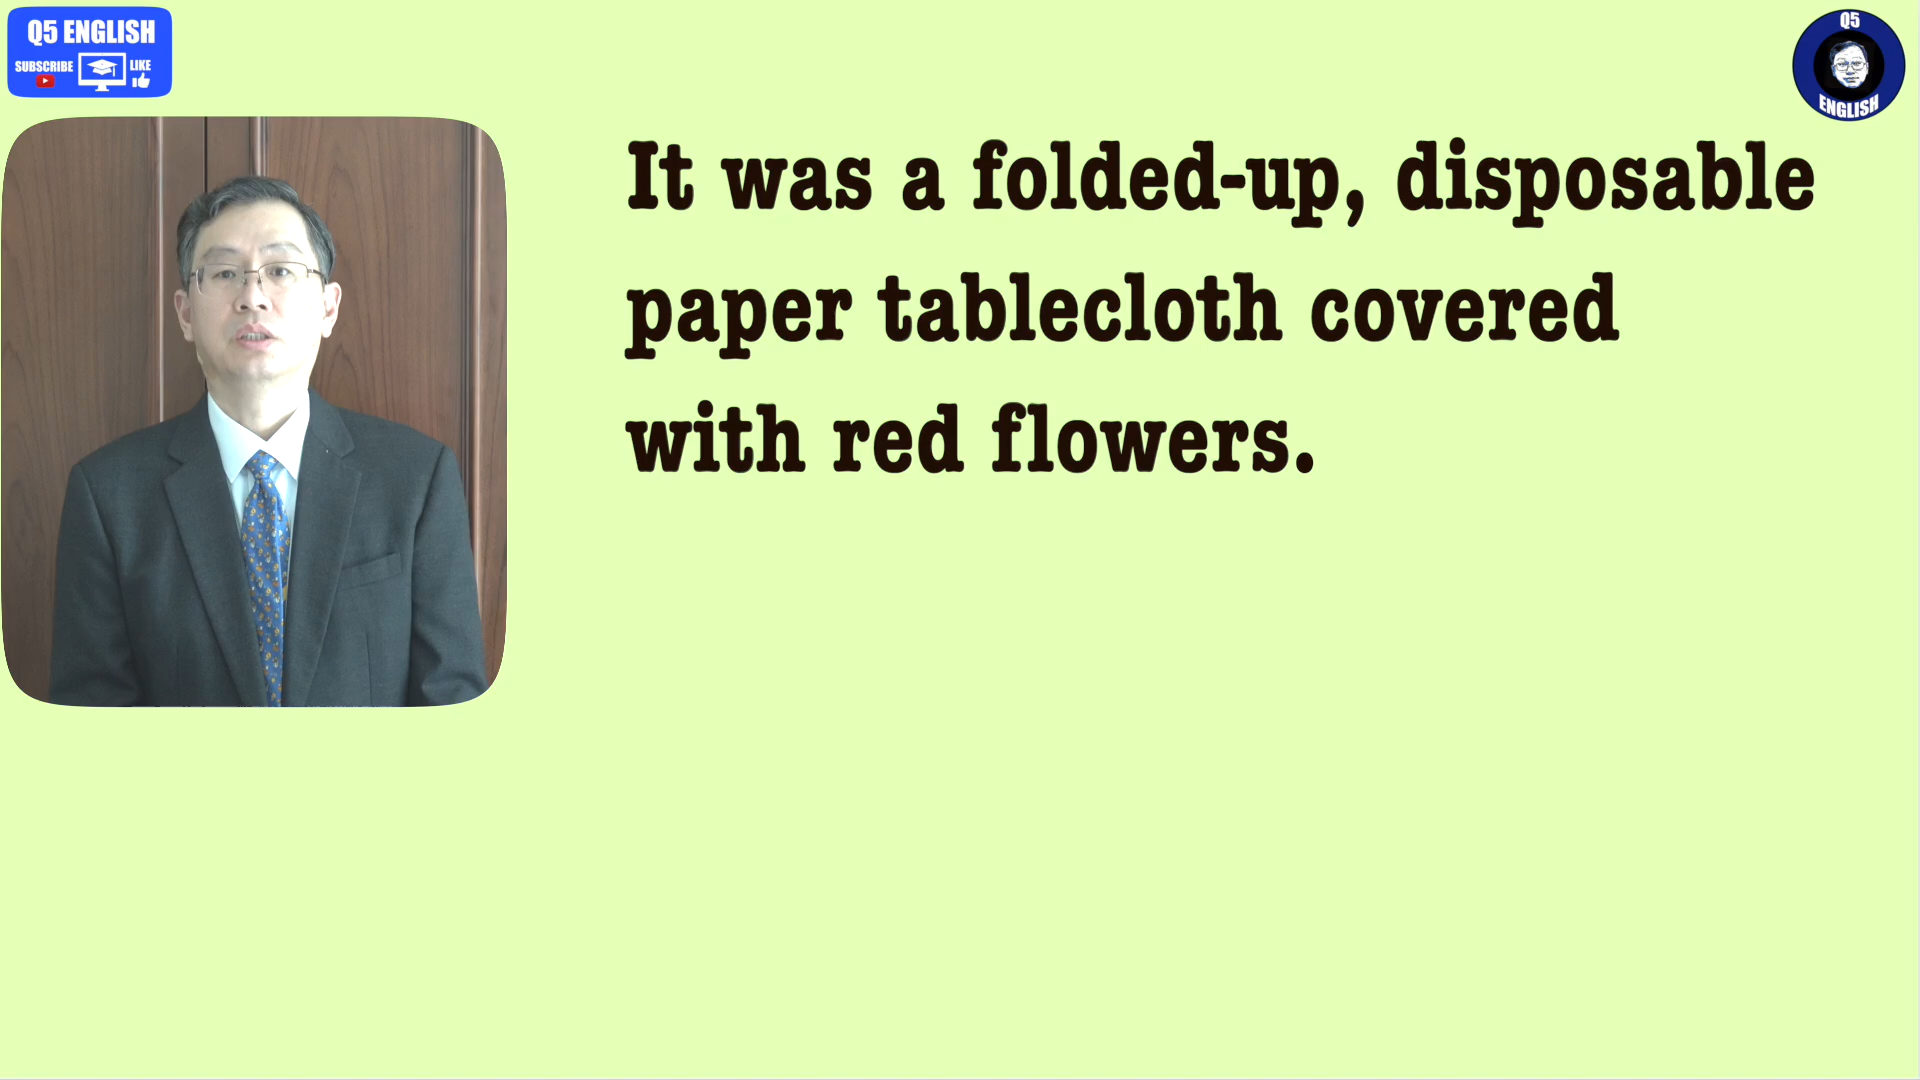 Q5 ENGLISH
SUBSCRIBE
LIKE
Q5
ENGLISH
It was a folded-up, disposable
paper tablecloth covered
with red flowers.